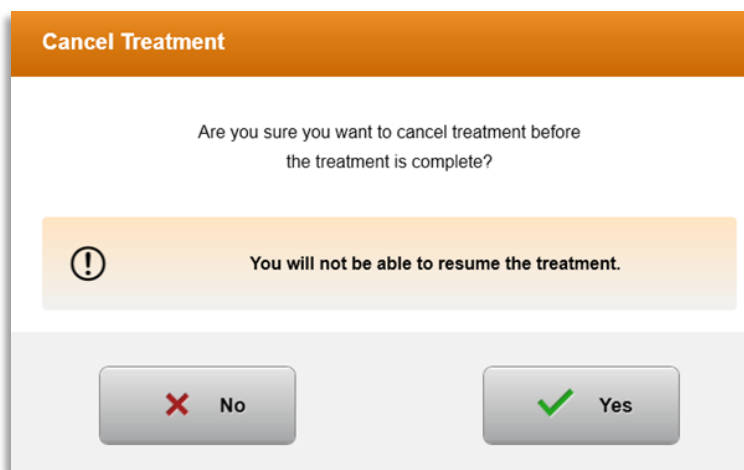 Cancel Treatment
Are you sure you want to cancel treatment before
the treatment is complete?
You will not be able to resume the treatment.
No
Yes